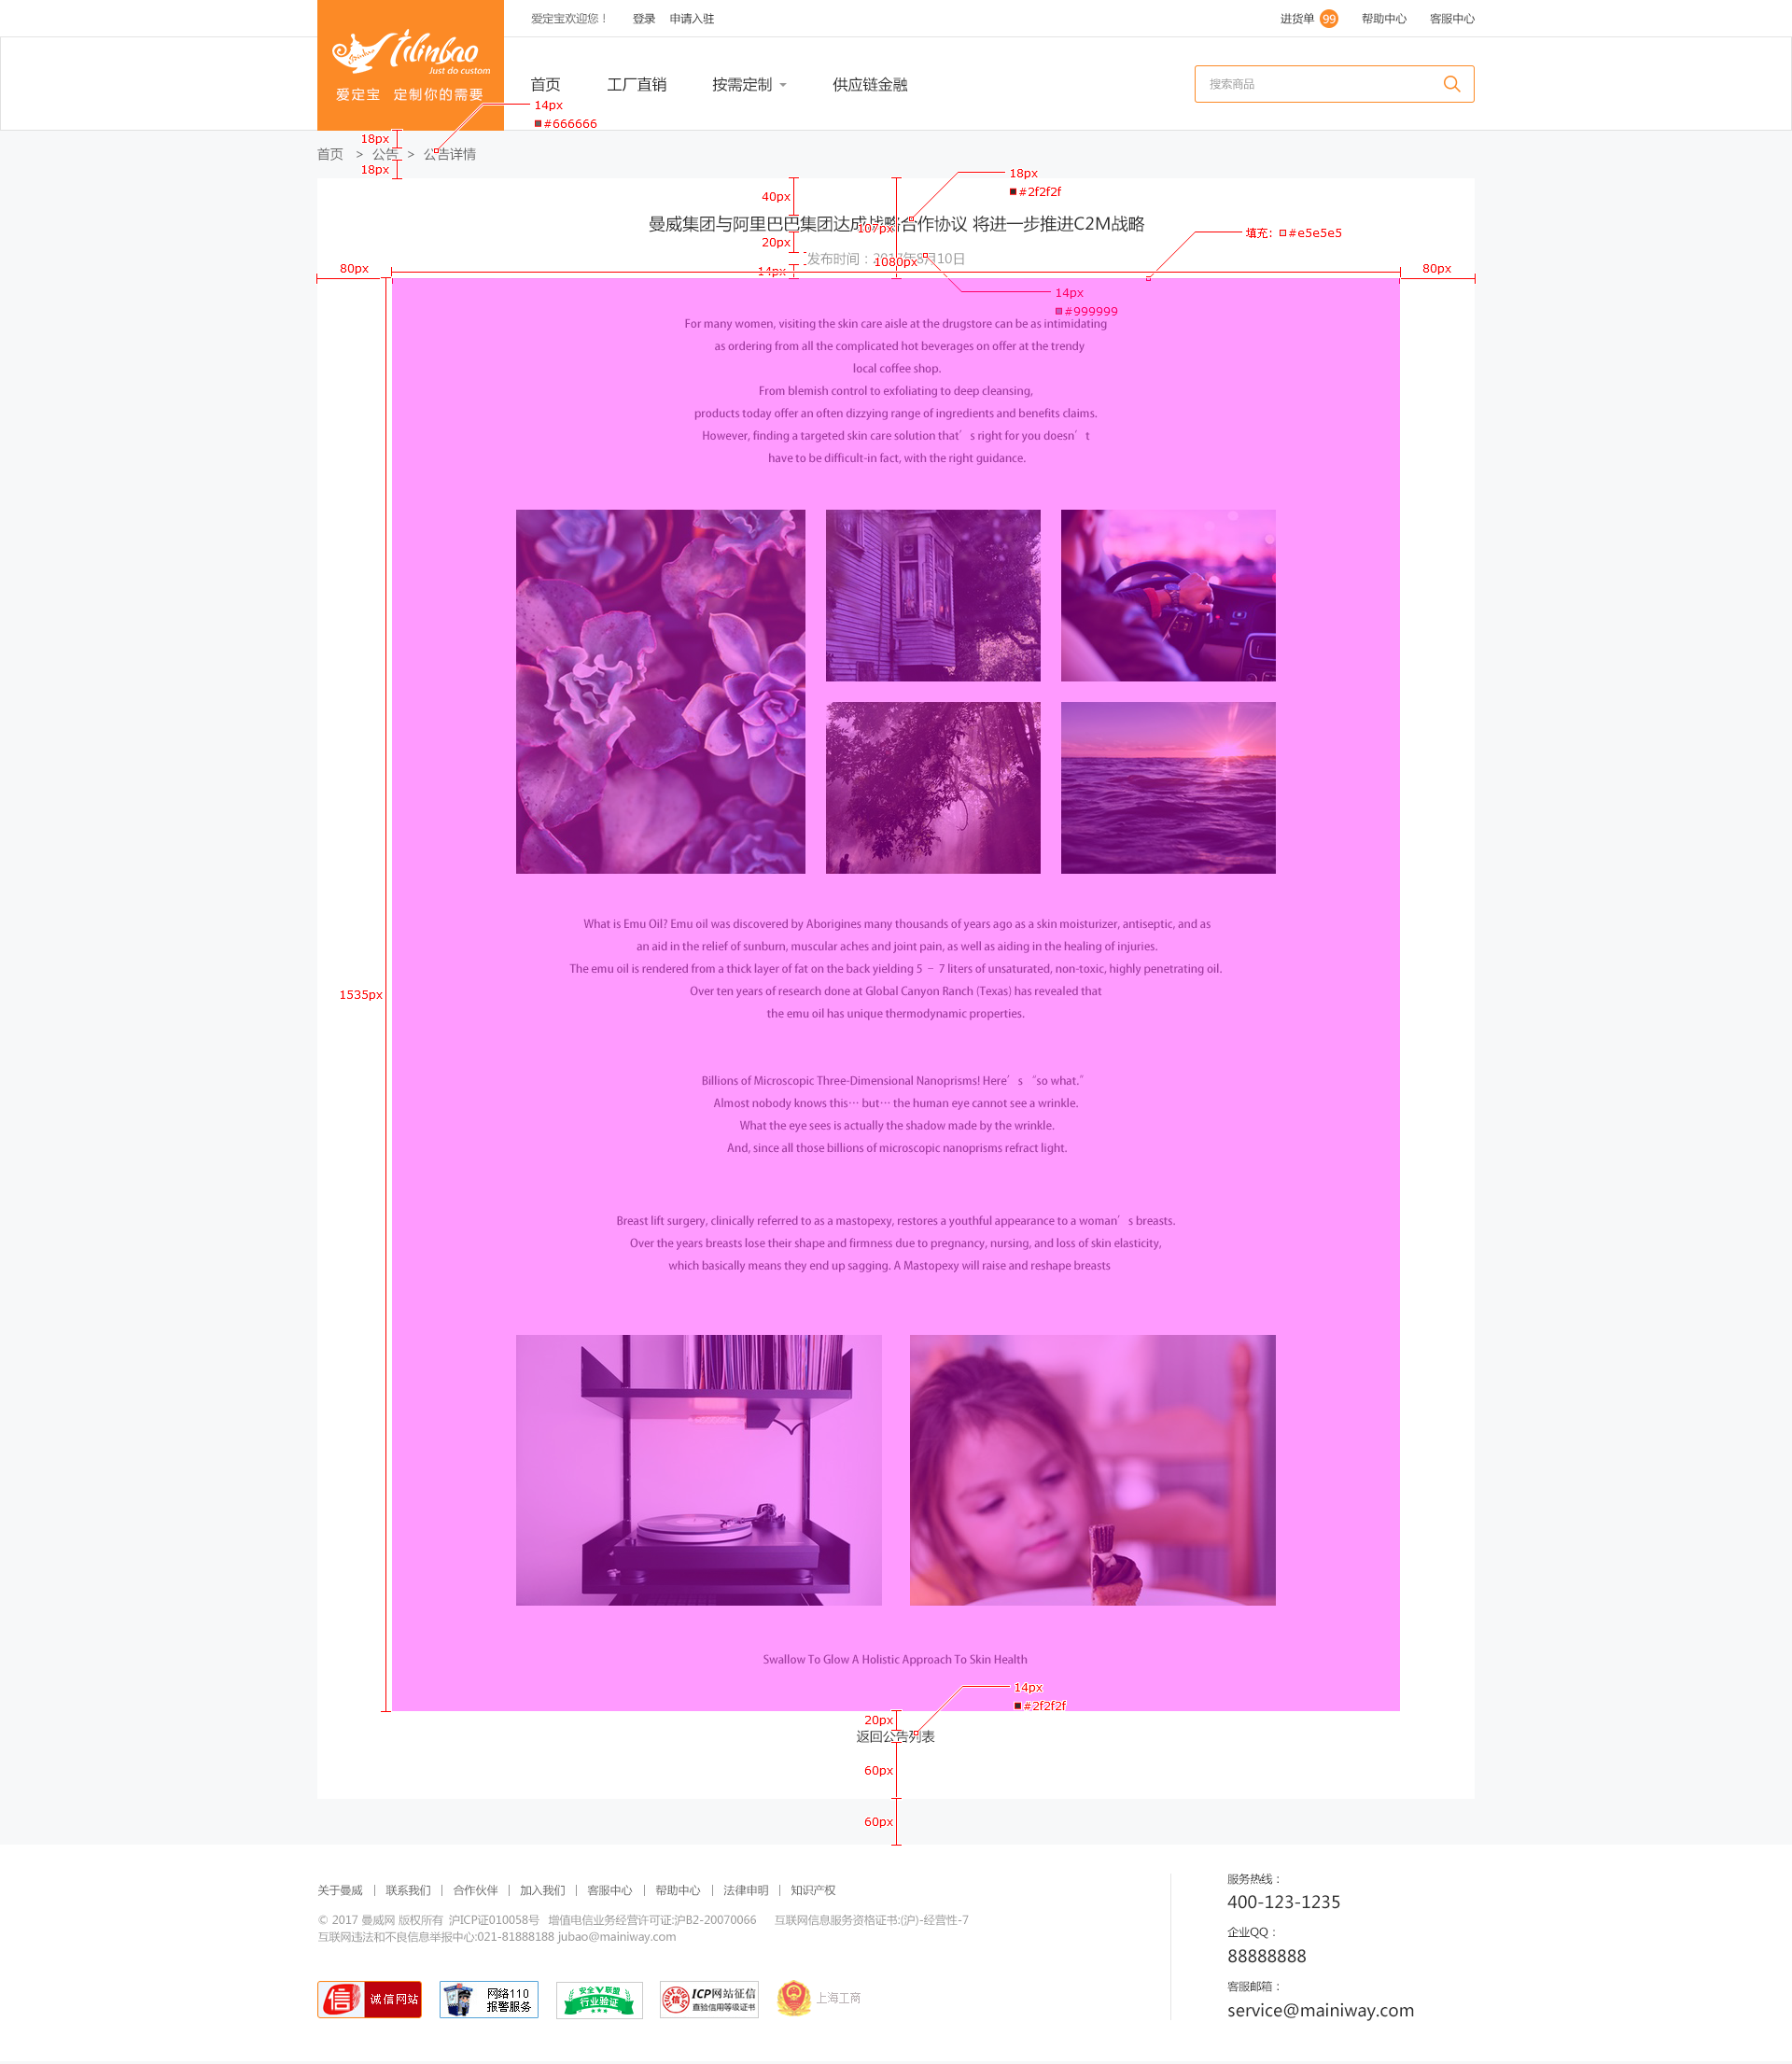 爱定宝欢迎您！ 登录 申请入驻 进货单 99 帮助中心 客服中心
Idinbao
Just do custom
爱定宝 定制你的需要
首页 工厂直销 按需定制 供应链金融 搜索商品
14px
#666666
18px
首页 > 公告 > 公告详情
18px
18px
#2f2f2f
40px
曼威集团与阿里巴巴集团达成战略合作协议 将进一步推进C2M战略
107px
填充: #e5e5e5
20px
发布时间：2017年8月10日
1080px
14px
80px
80px
14px
#999999
For many women, visiting the skin care aisle at the drugstore can be as intimidating
as ordering from all the complicated hot beverages on offer at the trendy
local coffee shop.
From blemish control to exfoliating to deep cleansing,
products today offer an often dizzying range of ingredients and benefits claims.
However, finding a targeted skin care solution that′s right for you doesn′t
have to be difficult-in fact, with the right guidance.
What is Emu Oil? Emu oil was discovered by Aborigines many thousands of years ago as a skin moisturizer, antiseptic, and as
an aid in the relief of sunburn, muscular aches and joint pain, as well as aiding in the healing of injuries.
The emu oil is rendered from a thick layer of fat on the back yielding 5 – 7 liters of unsaturated, non-toxic, highly penetrating oil.
1535px
Over ten years of research done at Global Canyon Ranch (Texas) has revealed that
the emu oil has unique thermodynamic properties.
Billions of Microscopic Three-Dimensional Nanoprisms! Here′s “so what.”
Almost nobody knows this… but… the human eye cannot see a wrinkle.
What the eye sees is actually the shadow made by the wrinkle.
And, since all those billions of microscopic nanoprisms refract light.
Breast lift surgery, clinically referred to as a mastopexy, restores a youthful appearance to a woman′s breasts.
Over the years breasts lose their shape and firmness due to pregnancy, nursing, and loss of skin elasticity,
which basically means they end up sagging. A Mastopexy will raise and reshape breasts
Swallow To Glow A Holistic Approach To Skin Health
14px
#2f2f2f
20px
返回公告列表
60px
60px
关于曼威 | 联系我们 | 合作伙伴 | 加入我们 | 客服中心 | 帮助中心 | 法律申明 | 知识产权
© 2017 曼威网 版权所有 沪ICP证010058号 增值电信业务经营许可证:沪B2-20070066 互联网信息服务资格证书:(沪)-经营性-7
互联网违法和不良信息举报中心:021-81888188 jubao@mainiway.com
信 诚信网站
网络110
报警服务
安全V联盟
行业验证
ICP网站征信
直验信用等级证书
上海工商
服务热线：
400-123-1235
企业QQ：
88888888
客服邮箱：
service@mainiway.com